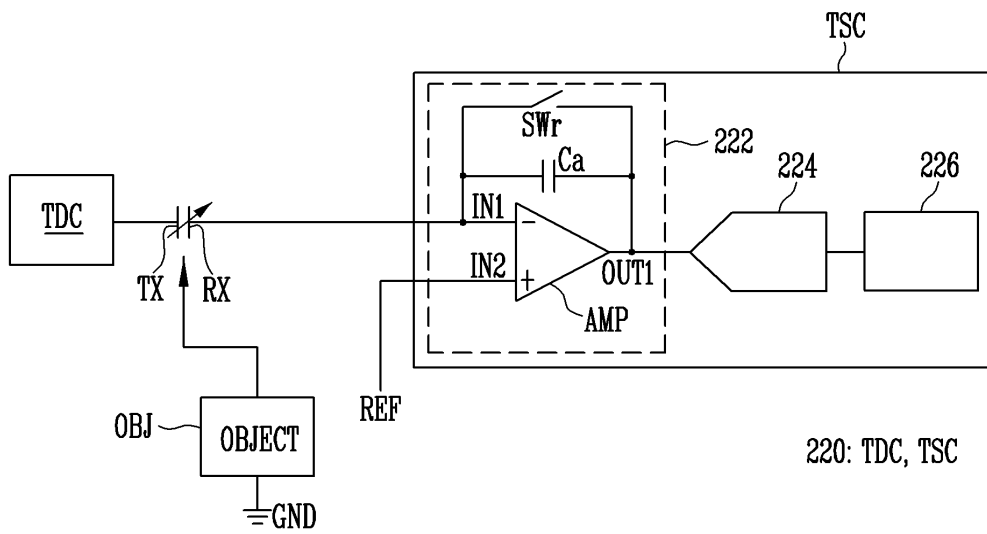 TSC
SWr
222
Ca
224
226
TDC
IN1
−
TX
RX
IN2
+
OUT1
AMP
REF
OBJ
OBJECT
220: TDC, TSC
GND